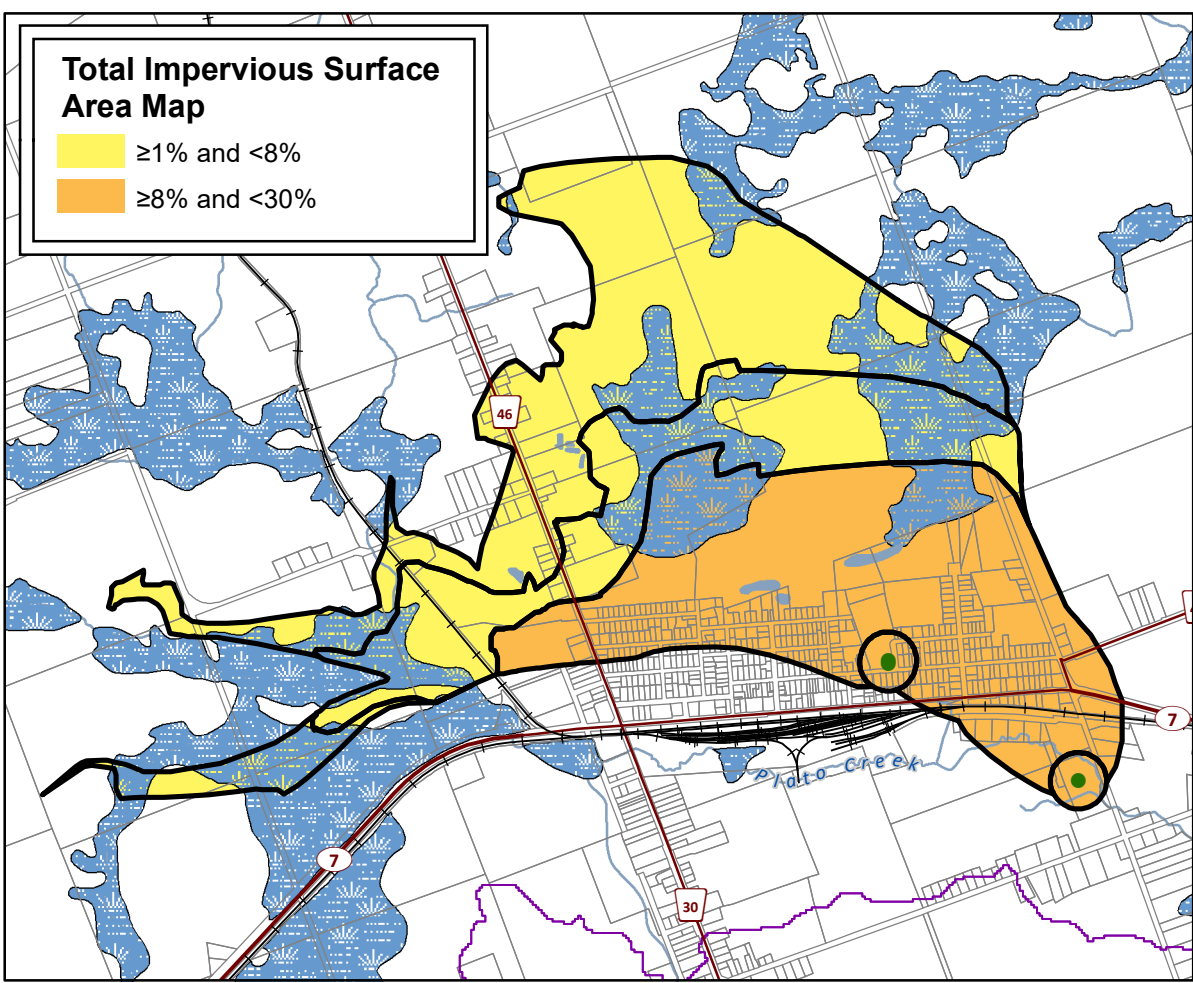 Total Impervious Surface
Area Map
≥1% and <8%
≥8% and <30%
46
7
Plato Creek
7
30